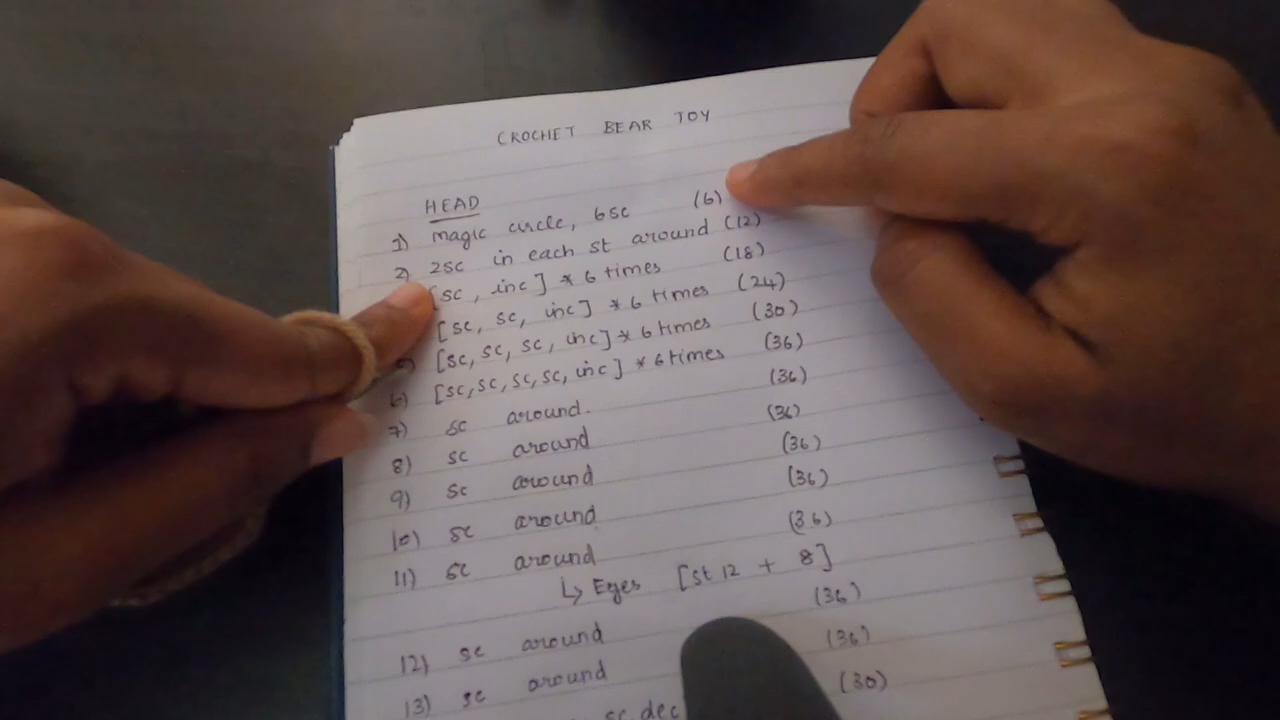 CROCHET BEAR TOY
HEAD
1) magic circle, 6sc (6)
2) 2sc in each st around (12)
[sc, inc] * 6 times (18)
[sc, sc, inc] * 6 times (24)
[sc, sc, sc, inc] * 6 times (30)
6) [sc, sc, sc, sc, inc] * 6 times (36)
7) sc around. (36)
8) sc around (36)
9) sc around (36)
10) sc around (36)
11) sc around (36)
↳ Eyes [st 12 + 8]
12) sc around (36)
13) sc around (36)
sc, dec (30)